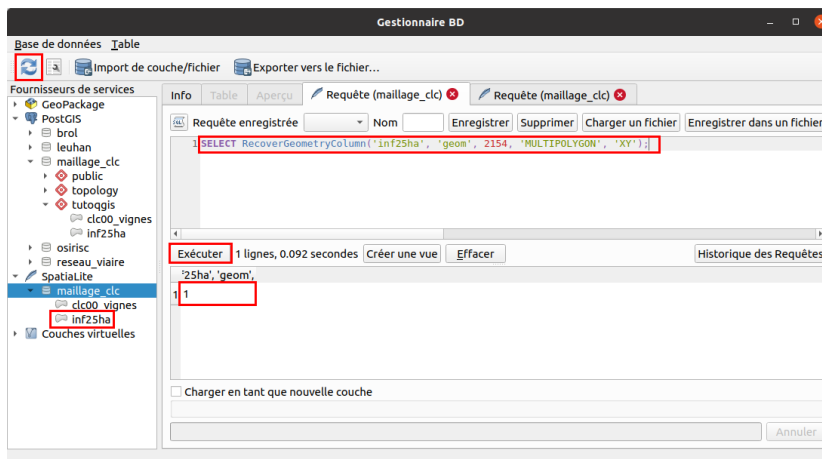 Gestionnaire BD
Base de données Table
Import de couche/fichier Exporter vers le fichier...
Fournisseurs de services
GeoPackage
PostGIS
brol
leuhan
maillage_clc
public
topology
tutoqgis
clc00_vignes
inf25ha
osirisc
reseau_viaire
SpatiaLite
maillage_clc
clc00_vignes
inf25ha
Couches virtuelles
Info Table Aperçu Requête (maillage_clc) Requête (maillage_clc)
Requête enregistrée Nom Enregistrer Supprimer Charger un fichier Enregistrer dans un fichier
1 SELECT RecoverGeometryColumn('inf25ha', 'geom', 2154, 'MULTIPOLYGON', 'XY');
Exécuter 1 lignes, 0.092 secondes Créer une vue Effacer Historique des Requêtes
'25ha', 'geom',
1 1
Charger en tant que nouvelle couche
Annuler